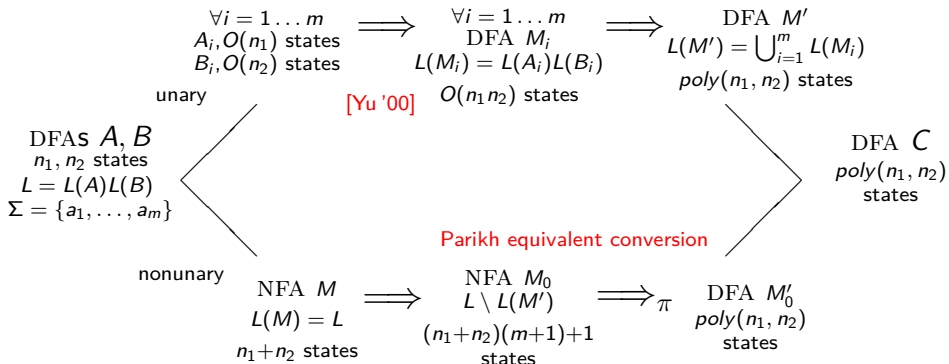 ∀i = 1 … m
A_i, O(n_1) states
B_i, O(n_2) states
⟹
∀i = 1 … m
DFA M_i
L(M_i) = L(A_i)L(B_i)
O(n_1n_2) states
⟹
DFA M′
L(M′) = ⋃_{i=1}^m L(M_i)
poly(n_1, n_2) states
unary
[Yu ’00]
DFAs A, B
n_1, n_2 states
L = L(A)L(B)
Σ = {a_1, …, a_m}
DFA C
poly(n_1, n_2)
states
Parikh equivalent conversion
nonunary
NFA M
L(M) = L
n_1+n_2 states
⟹
NFA M_0
L \ L(M′)
(n_1+n_2)(m+1)+1
states
⟹_π
DFA M′_0
poly(n_1, n_2)
states